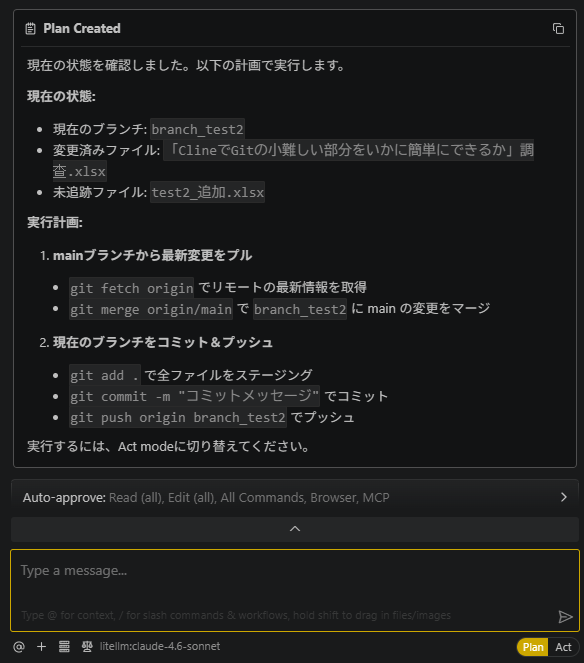 Plan Created
現在の状態を確認しました。以下の計画で実行します。
現在の状態:
現在のブランチ: branch_test2
変更済みファイル: 「ClineでGitの小難しい部分をいかに簡単にできるか」調
査.xlsx
未追跡ファイル: test2_追加.xlsx
実行計画:
1. mainブランチから最新変更をプル
git fetch origin でリモートの最新情報を取得
git merge origin/main で branch_test2 に main の変更をマージ
2. 現在のブランチをコミット＆プッシュ
git add . で全ファイルをステージング
git commit -m "コミットメッセージ" でコミット
git push origin branch_test2 でプッシュ
実行するには、Act modeに切り替えてください。
Auto-approve: Read (all), Edit (all), All Commands, Browser, MCP
Type a message...
Type @ for context, / for slash commands & workflows, hold shift to drag in files/images
@ + litellm:claude-4.6-sonnet Plan Act